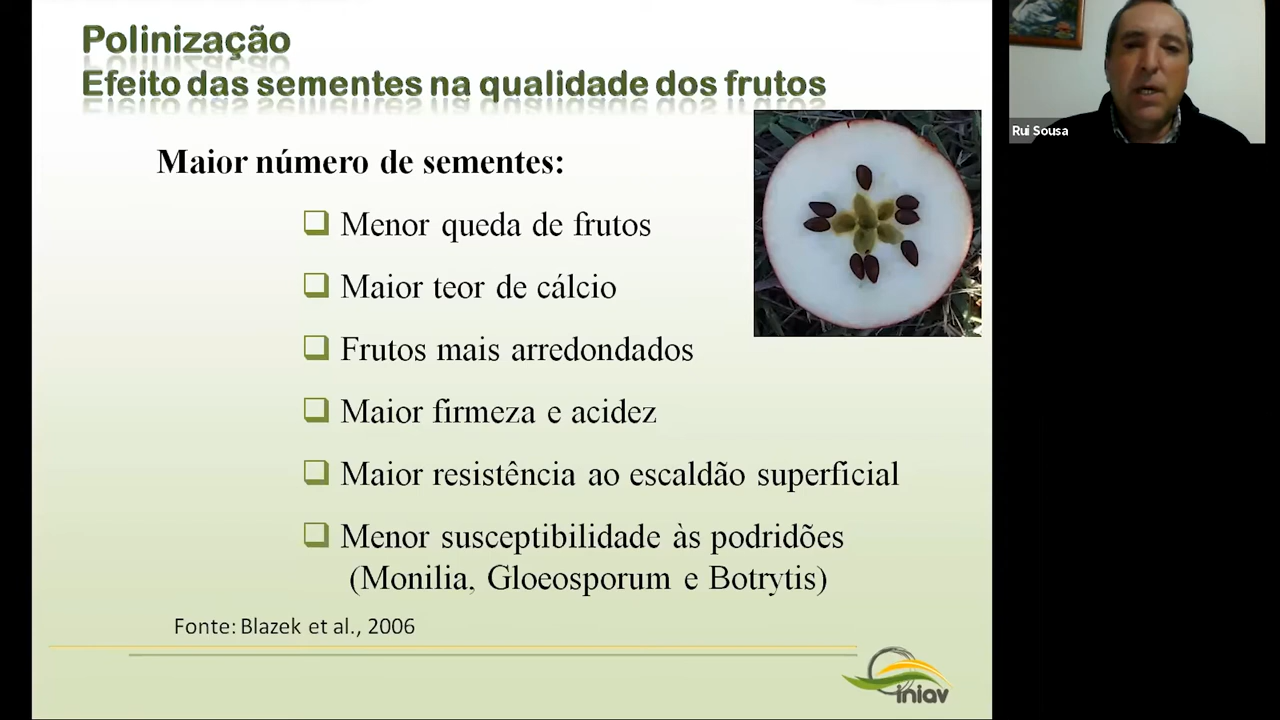 Polinização
Efeito das sementes na qualidade dos frutos
Rui Sousa
Maior número de sementes:
Menor queda de frutos
Maior teor de cálcio
Frutos mais arredondados
Maior firmeza e acidez
Maior resistência ao escaldão superficial
Menor susceptibilidade às podridões
(Monilia, Gloeosporum e Botrytis)
Fonte: Blazek et al., 2006
iniav